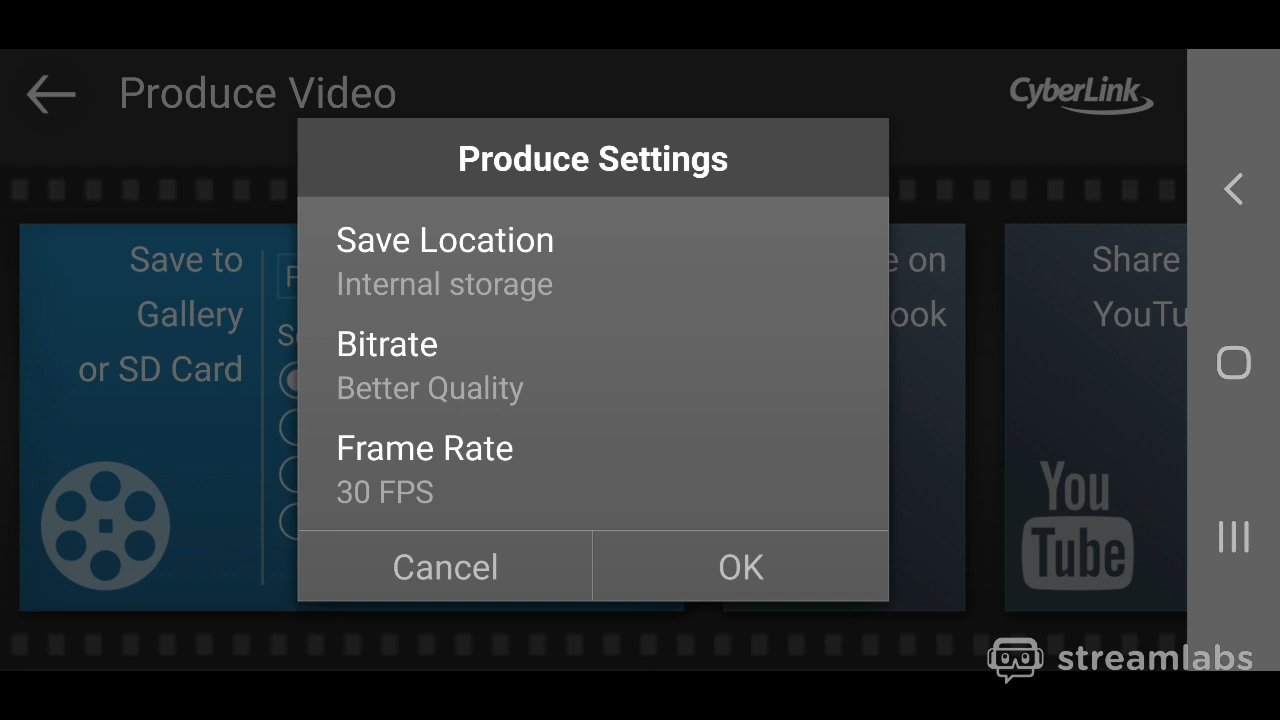 Produce Video
CyberLink
Produce Settings
Save Location
Internal storage
Bitrate
Better Quality
Frame Rate
30 FPS
Cancel
OK
Save to
Gallery
or SD Card
e on
ook
Share
YouTu
You
Tube
streamlabs